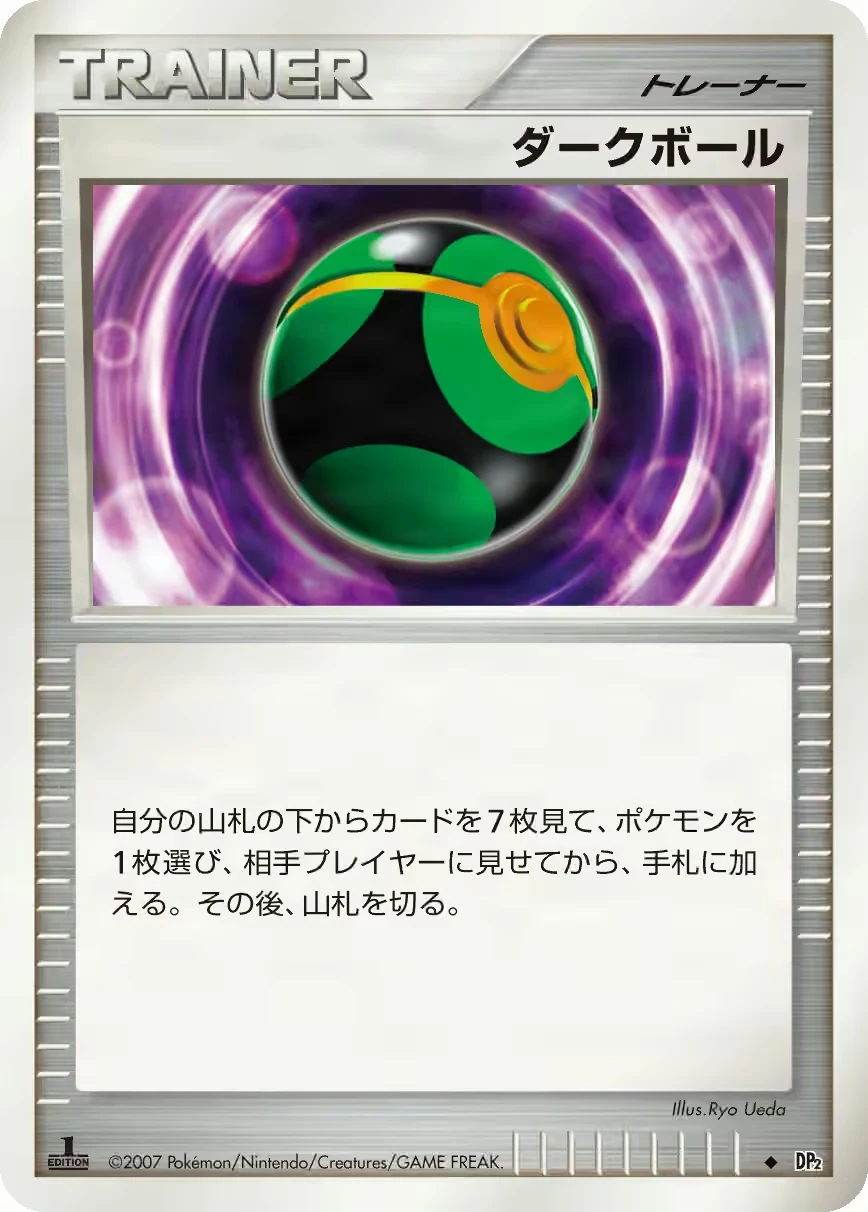 TRAINER
トレーナー
ダークボール
自分の山札の下からカードを7枚見て、ポケモンを
1枚選び、相手プレイヤーに見せてから、手札に加
える。その後、山札を切る。
Illus.Ryo Ueda
1
EDITION
©2007 Pokémon/Nintendo/Creatures/GAME FREAK.
◆ DP2